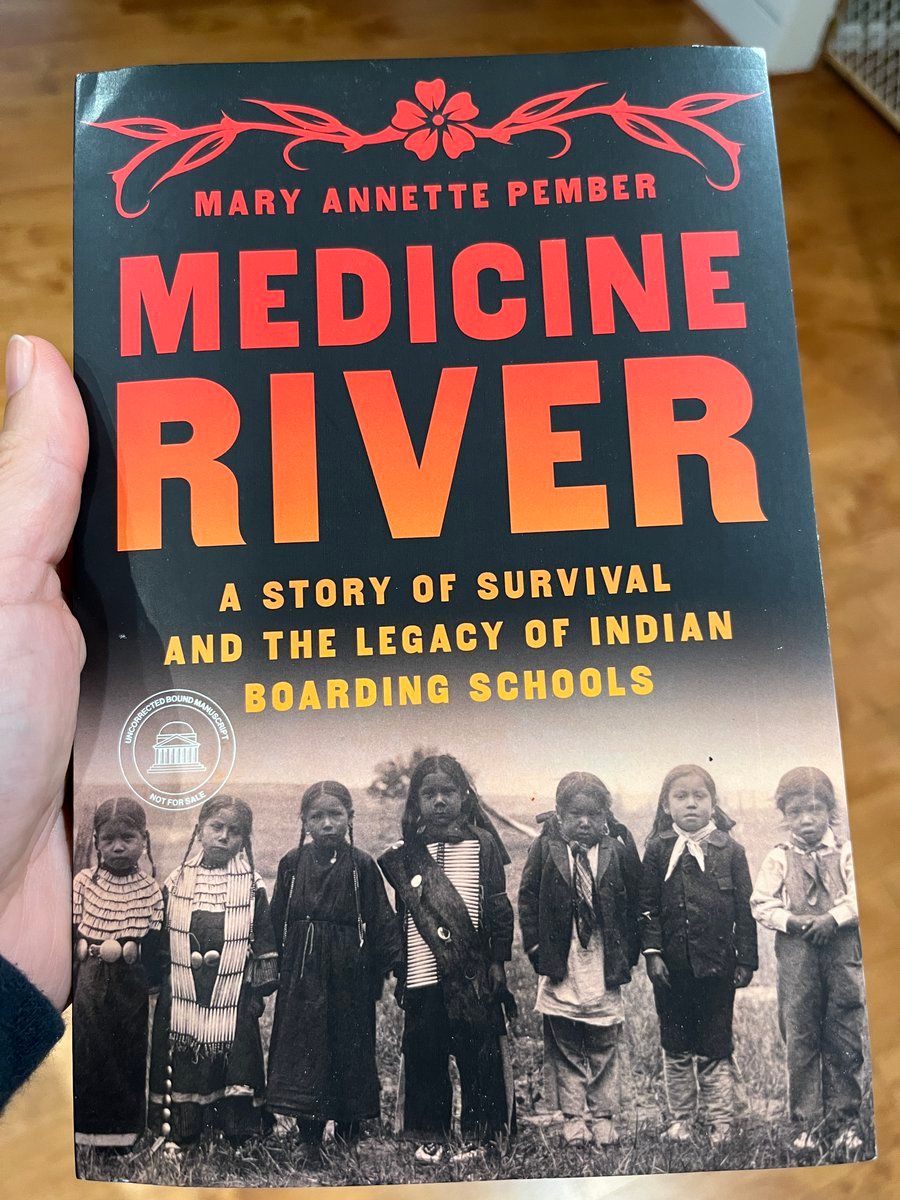 MARY ANNETTE PEMBER
MEDICINE
RIVER
A STORY OF SURVIVAL
AND THE LEGACY OF INDIAN
BOARDING SCHOOLS
UNCORRECTED BOUND MANUSCRIPT
NOT FOR SALE